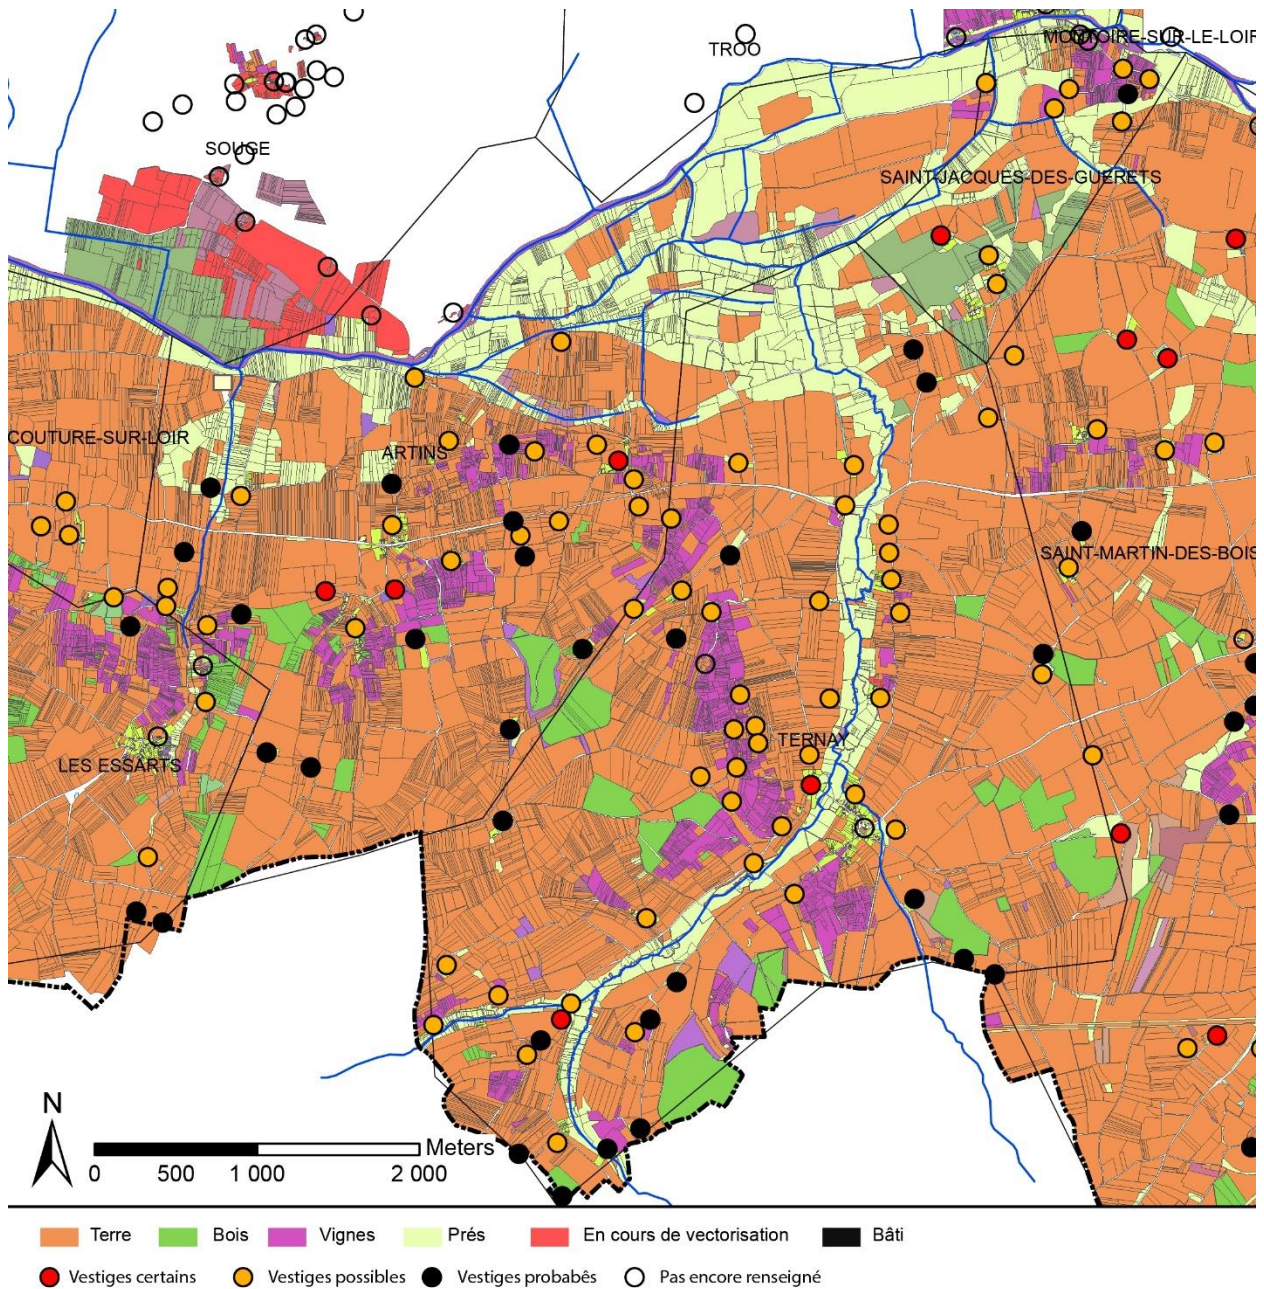 TROO
MONTOIRE-SUR-LE-LOIR
SOUGE
SAINT-JACQUES-DES-GUERETS
COUTURE-SUR-LOIR
ARTINS
SAINT-MARTIN-DES-BOIS
TERNAY
LES ESSARTS
N
Meters
0 500 1 000 2 000
Terre Bois Vignes Prés En cours de vectorisation Bâti
Vestiges certains Vestiges possibles Vestiges probabês Pas encore renseigné